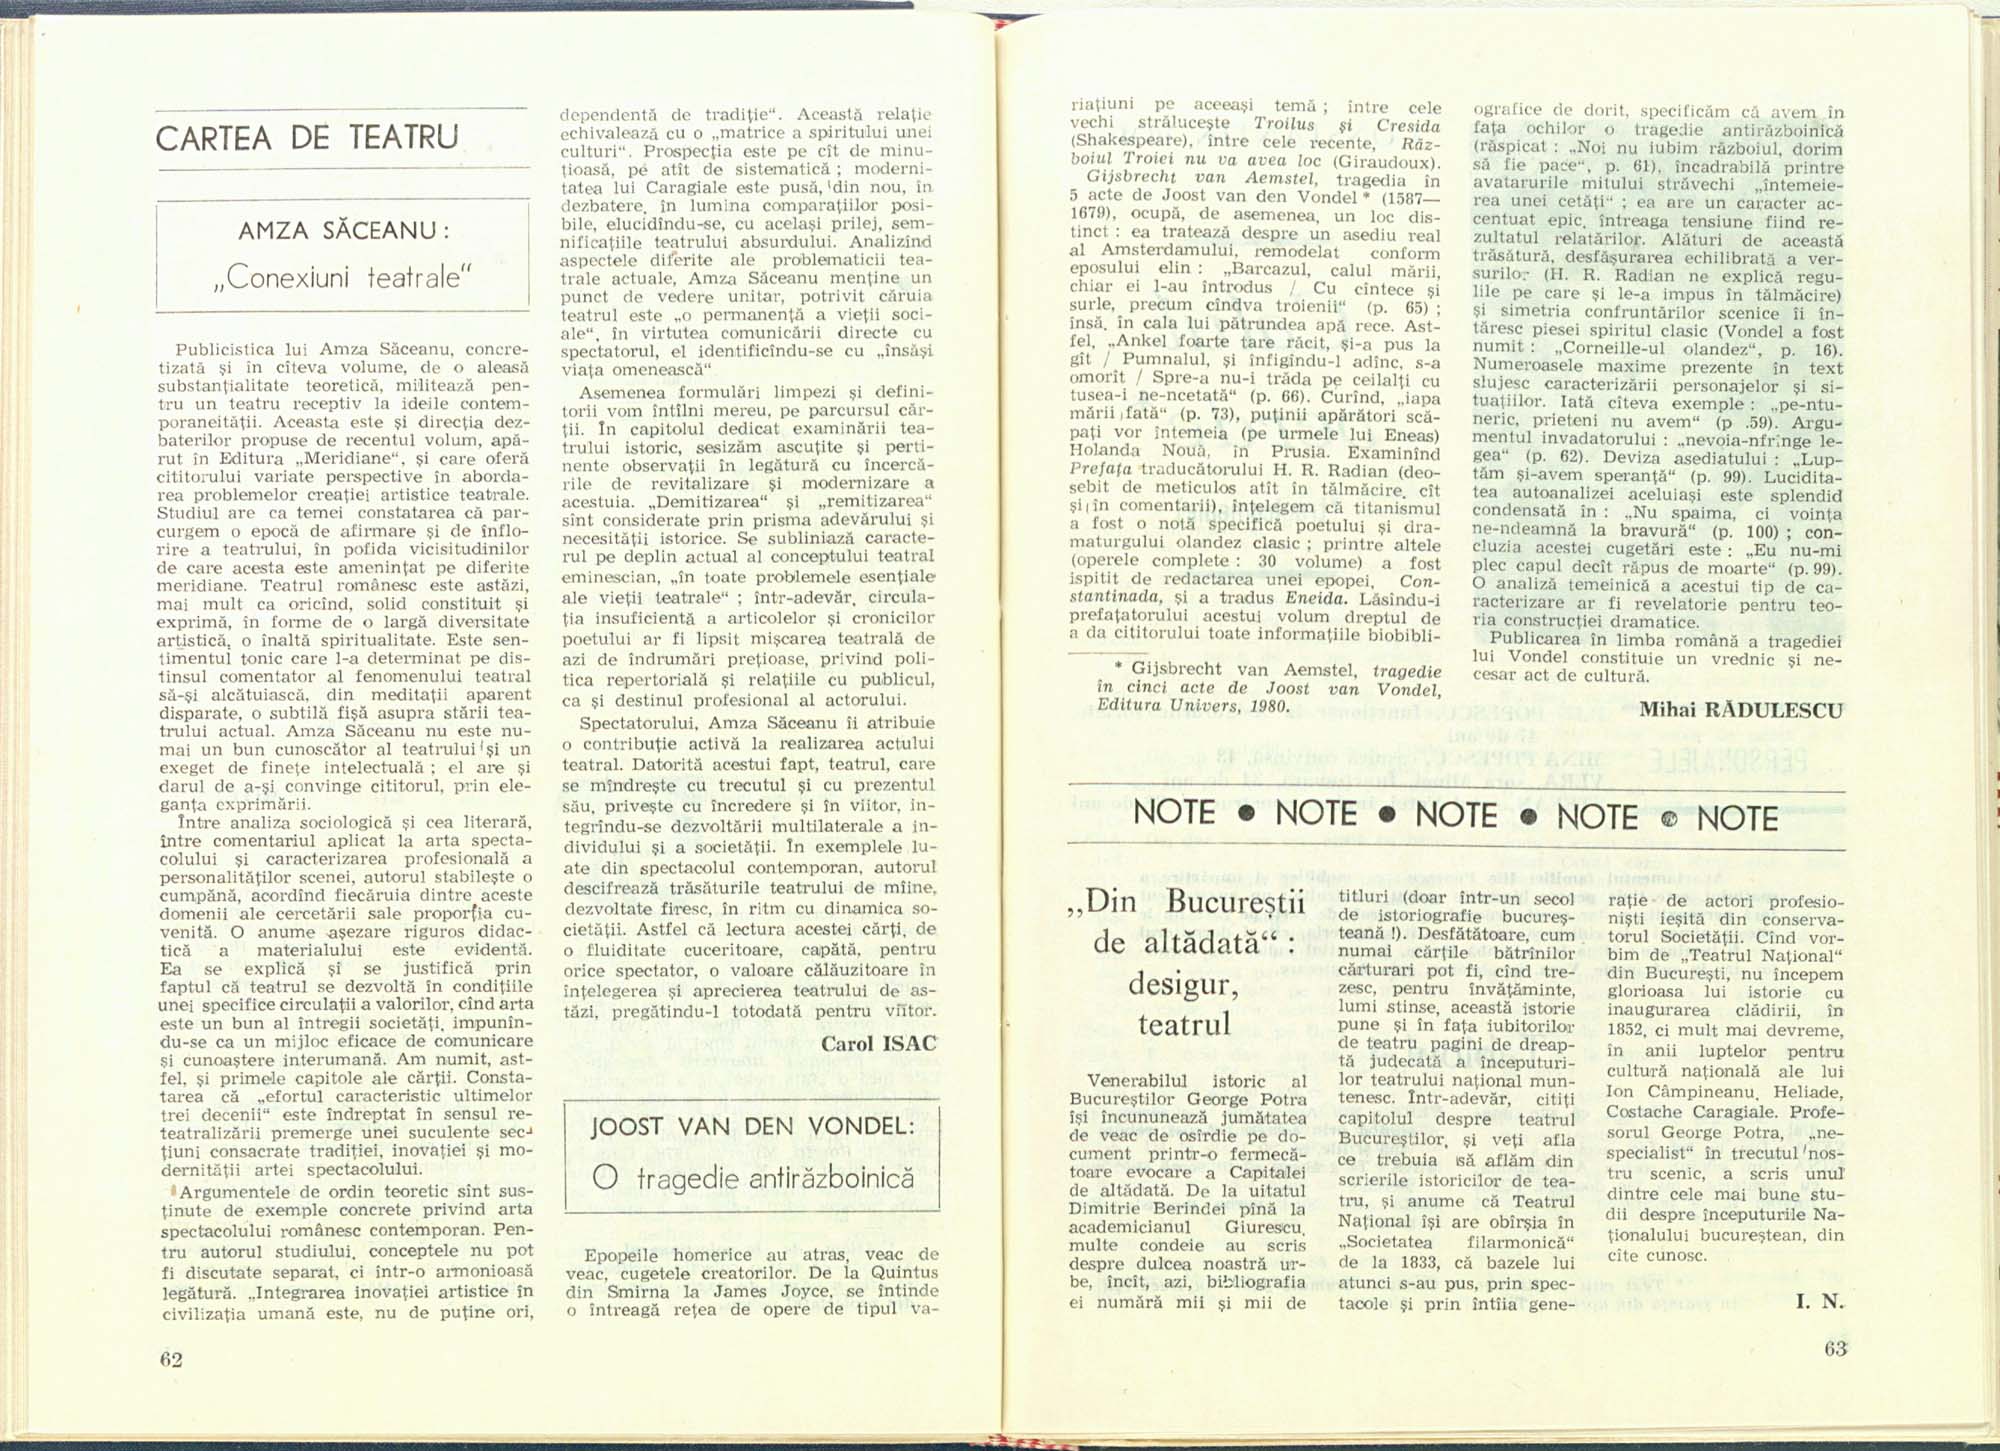 CARTEA DE TEATRU
AMZA SĂCEANU :
„Conexiuni teatrale“
Publicistica lui Amza Săceanu, concre-
tizată și în cîteva volume, de o aleasă
substanțialitate teoretică, militează pen-
tru un teatru receptiv la ideile contem-
poraneității. Aceasta este și direcția dez-
baterilor propuse de recentul volum, apă-
rut în Editura „Meridiane“, și care oferă
cititorului variate perspective în aborda-
rea problemelor creației artistice teatrale.
Studiul are ca temei constatarea că par-
curgem o epocă de afirmare și de înflo-
rire a teatrului, în pofida vicisitudinilor
de care acesta este amenințat pe diferite
meridiane. Teatrul românesc este astăzi,
mai mult ca oricînd, solid constituit și
exprimă, în forme de o largă diversitate
artistică, o înaltă spiritualitate. Este sen-
timentul tonic care l-a determinat pe dis-
tinsul comentator al fenomenului teatral
să-și alcătuiască, din meditații aparent
disparate, o subtilă fișă asupra stării tea-
trului actual. Amza Săceanu nu este nu-
mai un bun cunoscător al teatrului și un
exeget de finețe intelectuală ; el are și
darul de a-și convinge cititorul, prin ele-
ganța exprimării.
Între analiza sociologică și cea literară,
între comentariul aplicat la arta specta-
colului și caracterizarea profesională a
personalităților scenei, autorul stabilește o
cumpănă, acordînd fiecăruia dintre aceste
domenii ale cercetării sale proporția cu-
venită. O anume așezare riguros didac-
tică a materialului este evidentă.
Ea se explică și se justifică prin
faptul că teatrul se dezvoltă în condițiile
unei specifice circulații a valorilor, cînd arta
este un bun al întregii societăți, impunîn-
du-se ca un mijloc eficace de comunicare
și cunoaștere interumană. Am numit, ast-
fel, și primele capitole ale cărții. Consta-
tarea că „efortul caracteristic ultimelor
trei decenii“ este îndreptat în sensul re-
teatralizării premerge unei suculente sec-
țiuni consacrate tradiției, inovației și mo-
dernității artei spectacolului.
Argumentele de ordin teoretic sînt sus-
ținute de exemple concrete privind arta
spectacolului românesc contemporan. Pen-
tru autorul studiului, conceptele nu pot
fi discutate separat, ci într-o armonioasă
legătură. „Integrarea inovației artistice în
civilizația umană este, nu de puține ori,
62
dependentă de tradiție“. Această relație
echivalează cu o „matrice a spiritului unei
culturi“. Prospecția este pe cît de minu-
țioasă, pe atît de sistematică ; moderni-
tatea lui Caragiale este pusă, din nou, în
dezbatere, în lumina comparațiilor posi-
bile, elucidîndu-se, cu același prilej, sem-
nificațiile teatrului absurdului. Analizînd
aspectele diferite ale problematicii tea-
trale actuale, Amza Săceanu menține un
punct de vedere unitar, potrivit căruia
teatrul este „o permanență a vieții soci-
ale“, în virtutea comunicării directe cu
spectatorul, el identificîndu-se cu „însăși
viața omenească“
Asemenea formulări limpezi și defini-
torii vom întîlni mereu, pe parcursul căr-
ții. În capitolul dedicat examinării tea-
trului istoric, sesizăm ascuțite și perti-
nente observații în legătură cu încercă-
rile de revitalizare și modernizare a
acestuia. „Demitizarea“ și „remitizarea“
sînt considerate prin prisma adevărului și
necesității istorice. Se subliniază caracte-
rul pe deplin actual al conceptului teatral
eminescian, „în toate problemele esențiale
ale vieții teatrale“ ; într-adevăr, circula-
ția insuficientă a articolelor și cronicilor
poetului ar fi lipsit mișcarea teatrală de
azi de îndrumări prețioase, privind poli-
tica repertorială și relațiile cu publicul,
ca și destinul profesional al actorului.
Spectatorului, Amza Săceanu îi atribuie
o contribuție activă la realizarea actului
teatral. Datorită acestui fapt, teatrul, care
se mîndrește cu trecutul și cu prezentul
său, privește cu încredere și în viitor, in-
tegrîndu-se dezvoltării multilaterale a in-
dividului și a societății. În exemplele lu-
ate din spectacolul contemporan, autorul
descifrează trăsăturile teatrului de mîine,
dezvoltate firesc, în ritm cu dinamica so-
cietății. Astfel că lectura acestei cărți, de
o fluiditate cuceritoare, capătă, pentru
orice spectator, o valoare călăuzitoare în
înțelegerea și aprecierea teatrului de as-
tăzi, pregătindu-l totodată pentru viitor.
Carol ISAC
JOOST VAN DEN VONDEL:
O tragedie antirăzboinică
Epopeile homerice au atras, veac de
veac, cugetele creatorilor. De la Quintus
din Smirna la James Joyce, se întinde
o întreagă rețea de opere de tipul va-
riațiuni pe aceeași temă ; între cele
vechi strălucește Troilus și Cresida
(Shakespeare), între cele recente, Răz-
boiul Troiei nu va avea loc (Giraudoux).
Gijsbrecht van Aemstel, tragedia în
5 acte de Joost van den Vondel * (1587—
1679), ocupă, de asemenea, un loc dis-
tinct : ea tratează despre un asediu real
al Amsterdamului, remodelat conform
eposului elin : „Barcazul, calul mării,
chiar ei l-au introdus / Cu cîntece și
surle, precum cîndva troienii“ (p. 65) ;
însă, în cala lui pătrundea apă rece. Ast-
fel, „Ankel foarte tare răcit, și-a pus la
gît / Pumnalul, și înfigîndu-l adînc, s-a
omorît / Spre-a nu-i trăda pe ceilalți cu
tusea-i ne-ncetată“ (p. 66). Curînd, „iapa
mării fată“ (p. 73), puținii apărători scă-
pați vor întemeia (pe urmele lui Eneas)
Holanda Nouă, în Prusia. Examinînd
Prefața traducătorului H. R. Radian (deo-
sebit de meticulos atît în tălmăcire, cît
și în comentarii), înțelegem că titanismul
a fost o notă specifică poetului și dra-
maturgului olandez clasic ; printre altele
(operele complete : 30 volume) a fost
ispitit de redactarea unei epopei, Con-
stantinada, și a tradus Eneida. Lăsîndu-i
prefațatorului acestui volum dreptul de
a da cititorului toate informațiile biobibli-
* Gijsbrecht van Aemstel, tragedie
în cinci acte de Joost van Vondel,
Editura Univers, 1980.
ografice de dorit, specificăm că avem în
fața ochilor o tragedie antirăzboinică
(răspicat : „Noi nu iubim războiul, dorim
să fie pace“, p. 61), încadrabilă printre
avatarurile mitului străvechi „întemeie-
rea unei cetăți“ ; ea are un caracter ac-
centuat epic, întreaga tensiune fiind re-
zultatul relatărilor. Alături de această
trăsătură, desfășurarea echilibrată a ver-
surilor (H. R. Radian ne explică regu-
lile pe care și le-a impus în tălmăcire)
și simetria confruntărilor scenice îi în-
tăresc piesei spiritul clasic (Vondel a fost
numit : „Corneille-ul olandez“, p. 16).
Numeroasele maxime prezente în text
slujesc caracterizării personajelor și si-
tuațiilor. Iată cîteva exemple : „pe-ntu-
neric, prieteni nu avem“ (p .59). Argu-
mentul invadatorului : „nevoia-nfrînge le-
gea“ (p. 62). Deviza asediatului : „Lup-
tăm și-avem speranță“ (p. 99). Lucidita-
tea autoanalizei aceluiași este splendid
condensată în : „Nu spaima, ci voința
ne-ndeamnă la bravură“ (p. 100) ; con-
cluzia acestei cugetări este : „Eu nu-mi
plec capul decît răpus de moarte“ (p. 99).
O analiză temeinică a acestui tip de ca-
racterizare ar fi revelatorie pentru teo-
ria construcției dramatice.
Publicarea în limba română a tragediei
lui Vondel constituie un vrednic și ne-
cesar act de cultură.
Mihai RĂDULESCU
NOTE ● NOTE ● NOTE ● NOTE ● NOTE
„Din Bucureștii
de altădată“ :
desigur,
teatrul
Venerabilul istoric al
Bucureștilor George Potra
își încununează jumătatea
de veac de osîrdie pe do-
cument printr-o fermecă-
toare evocare a Capitalei
de altădată. De la uitatul
Dimitrie Berindei pînă la
academicianul Giurescu,
multe condeie au scris
despre dulcea noastră ur-
be, încît, azi, bibliografia
ei numără mii și mii de
titluri (doar într-un secol
de istoriografie bucureș-
teană !). Desfătătoare, cum
numai cărțile bătrînilor
cărturari pot fi, cînd tre-
zesc, pentru învățăminte,
lumi stinse, această istorie
pune și în fața iubitorilor
de teatru pagini de dreap-
tă judecată a începuturi-
lor teatrului național mun-
tenesc. Într-adevăr, citiți
capitolul despre teatrul
Bucureștilor, și veți afla
ce trebuia să aflăm din
scrierile istoricilor de tea-
tru, și anume că Teatrul
Național își are obîrșia în
„Societatea filarmonică“
de la 1833, că bazele lui
atunci s-au pus, prin spec-
tacole și prin întîia gene-
rație de actori profesio-
niști ieșită din conserva-
torul Societății. Cînd vor-
bim de „Teatrul Național“
din București, nu începem
glorioasa lui istorie cu
inaugurarea clădirii, în
1852, ci mult mai devreme,
în anii luptelor pentru
cultură națională ale lui
Ion Câmpineanu, Heliade,
Costache Caragiale. Profe-
sorul George Potra, „ne-
specialist“ în trecutul nos-
tru scenic, a scris unul
dintre cele mai bune stu-
dii despre începuturile Na-
ționalului bucureștean, din
cîte cunosc.
I. N.
63